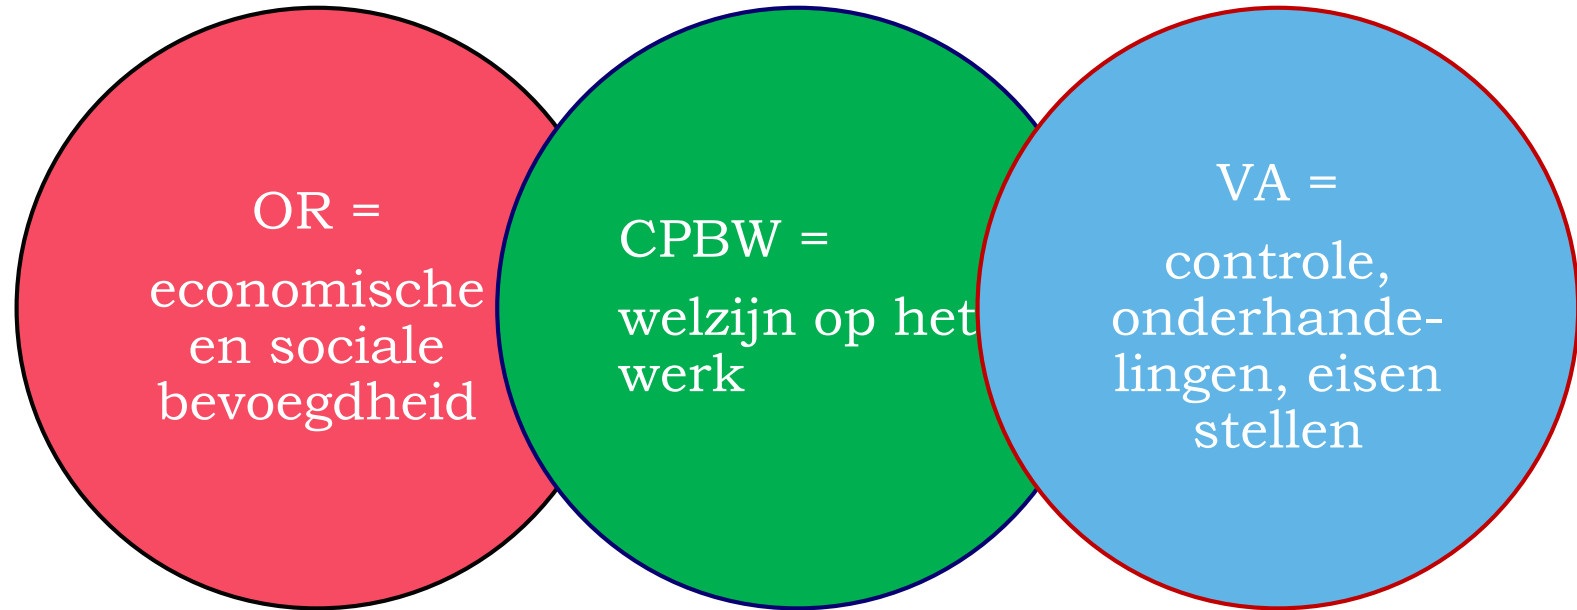 OR =
economische
en sociale
bevoegdheid
CPBW =
welzijn op het
werk
VA =
controle,
onderhande-
lingen, eisen
stellen